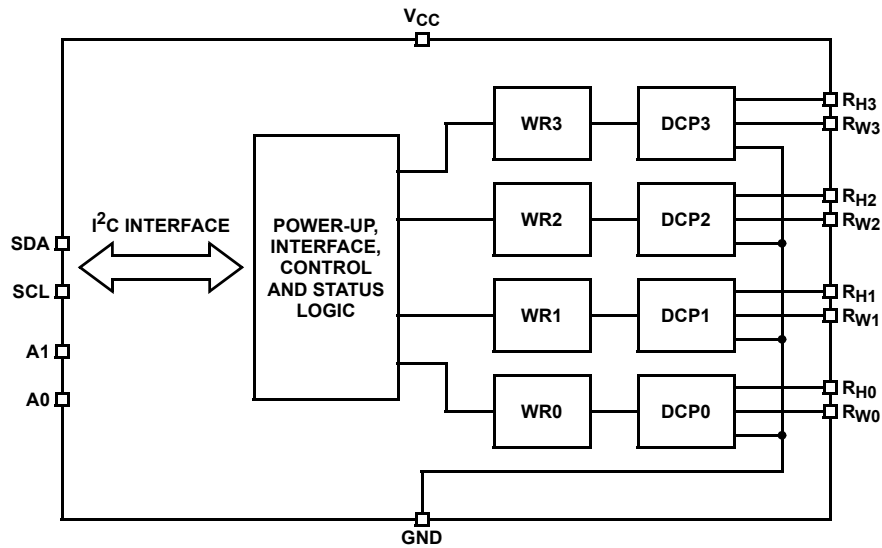 VCC
WR3
DCP3
RH3
RW3
WR2
DCP2
RH2
RW2
I2C INTERFACE
SDA
SCL
A1
A0
POWER-UP,
INTERFACE,
CONTROL
AND STATUS
LOGIC
WR1
DCP1
RH1
RW1
WR0
DCP0
RH0
RW0
GND